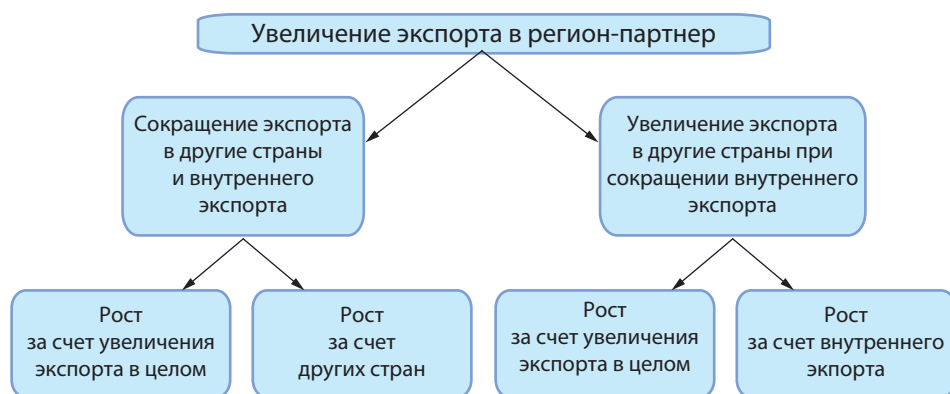 Увеличение экспорта в регион-партнер
Сокращение экспорта
в другие страны
и внутреннего
экспорта
Увеличение экспорта
в другие страны при
сокращении внутреннего
экспорта
Рост
за счет увеличения
экспорта в целом
Рост
за счет
других стран
Рост
за счет увеличения
экспорта в целом
Рост
за счет внутреннего
экпорта